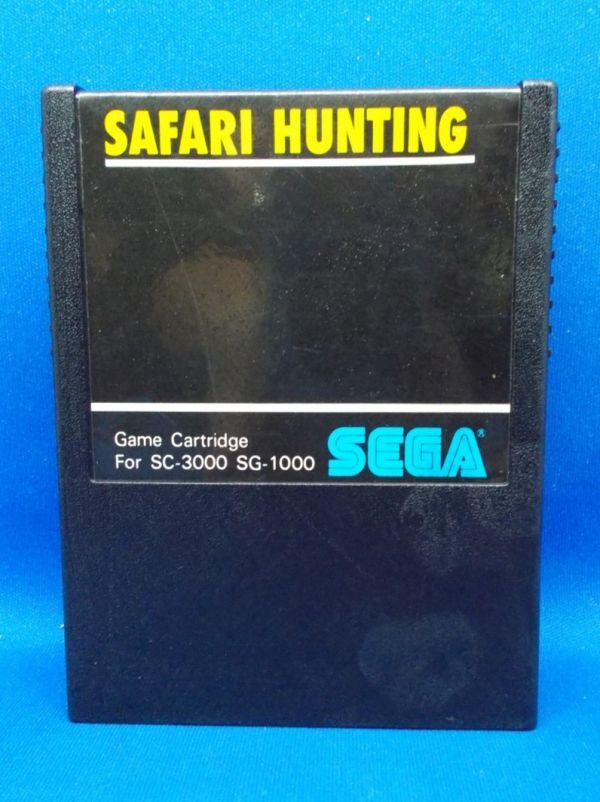 SAFARI HUNTING
Game Cartridge
For SC-3000 SG-1000
SEGA®